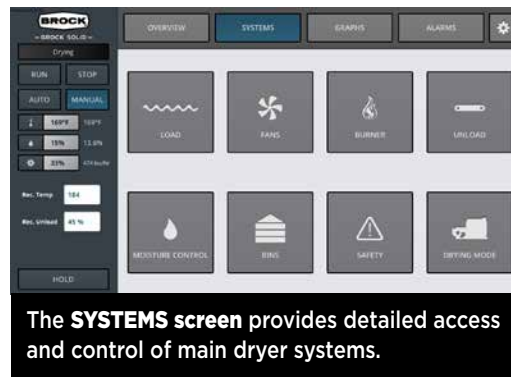 BROCK
~ BROCK SOLID ~
Drying
RUN STOP
AUTO MANUAL
169°F 169°F
15% 13.8%
23%
Rec. Temp 184
Rec. Unload 45 %
HOLD
OVERVIEW SYSTEMS GRAPHS ALARMS
LOAD FANS BURNER UNLOAD
MOISTURE CONTROL BINS SAFETY DRYING MODE
The SYSTEMS screen provides detailed access
and control of main dryer systems.